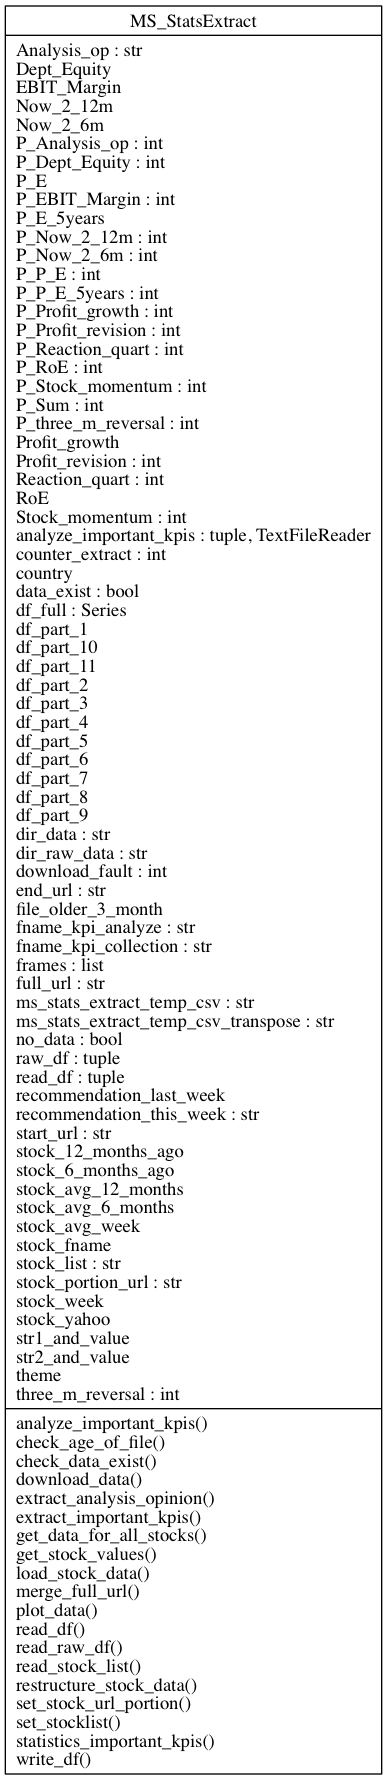 MS_StatsExtract
Analysis_op : str
Dept_Equity
EBIT_Margin
Now_2_12m
Now_2_6m
P_Analysis_op : int
P_Dept_Equity : int
P_E
P_EBIT_Margin : int
P_E_5years
P_Now_2_12m : int
P_Now_2_6m : int
P_P_E : int
P_P_E_5years : int
P_Profit_growth : int
P_Profit_revision : int
P_Reaction_quart : int
P_RoE : int
P_Stock_momentum : int
P_Sum : int
P_three_m_reversal : int
Profit_growth
Profit_revision : int
Reaction_quart : int
RoE
Stock_momentum : int
analyze_important_kpis : tuple, TextFileReader
counter_extract : int
country
data_exist : bool
df_full : Series
df_part_1
df_part_10
df_part_11
df_part_2
df_part_3
df_part_4
df_part_5
df_part_6
df_part_7
df_part_8
df_part_9
dir_data : str
dir_raw_data : str
download_fault : int
end_url : str
file_older_3_month
fname_kpi_analyze : str
fname_kpi_collection : str
frames : list
full_url : str
ms_stats_extract_temp_csv : str
ms_stats_extract_temp_csv_transpose : str
no_data : bool
raw_df : tuple
read_df : tuple
recommendation_last_week
recommendation_this_week : str
start_url : str
stock_12_months_ago
stock_6_months_ago
stock_avg_12_months
stock_avg_6_months
stock_avg_week
stock_fname
stock_list : str
stock_portion_url : str
stock_week
stock_yahoo
str1_and_value
str2_and_value
theme
three_m_reversal : int
analyze_important_kpis()
check_age_of_file()
check_data_exist()
download_data()
extract_analysis_opinion()
extract_important_kpis()
get_data_for_all_stocks()
get_stock_values()
load_stock_data()
merge_full_url()
plot_data()
read_df()
read_raw_df()
read_stock_list()
restructure_stock_data()
set_stock_url_portion()
set_stocklist()
statistics_important_kpis()
write_df()